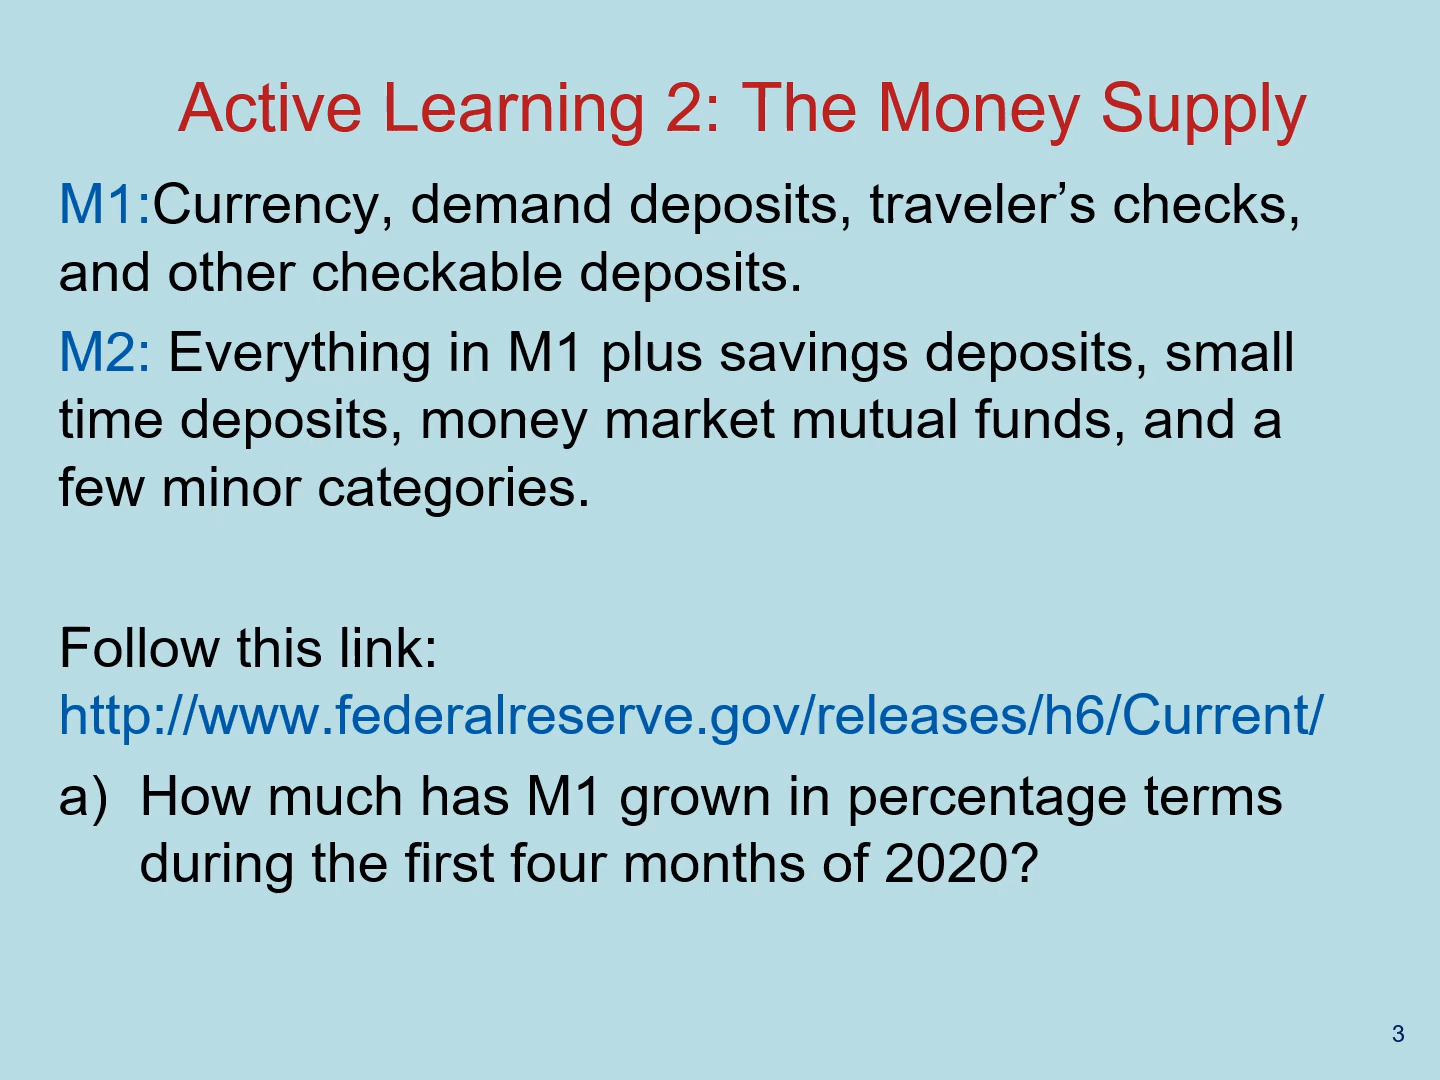 Active Learning 2: The Money Supply
M1:Currency, demand deposits, traveler’s checks,
and other checkable deposits.
M2: Everything in M1 plus savings deposits, small
time deposits, money market mutual funds, and a
few minor categories.
Follow this link:
http://www.federalreserve.gov/releases/h6/Current/
a) How much has M1 grown in percentage terms
during the first four months of 2020?
3